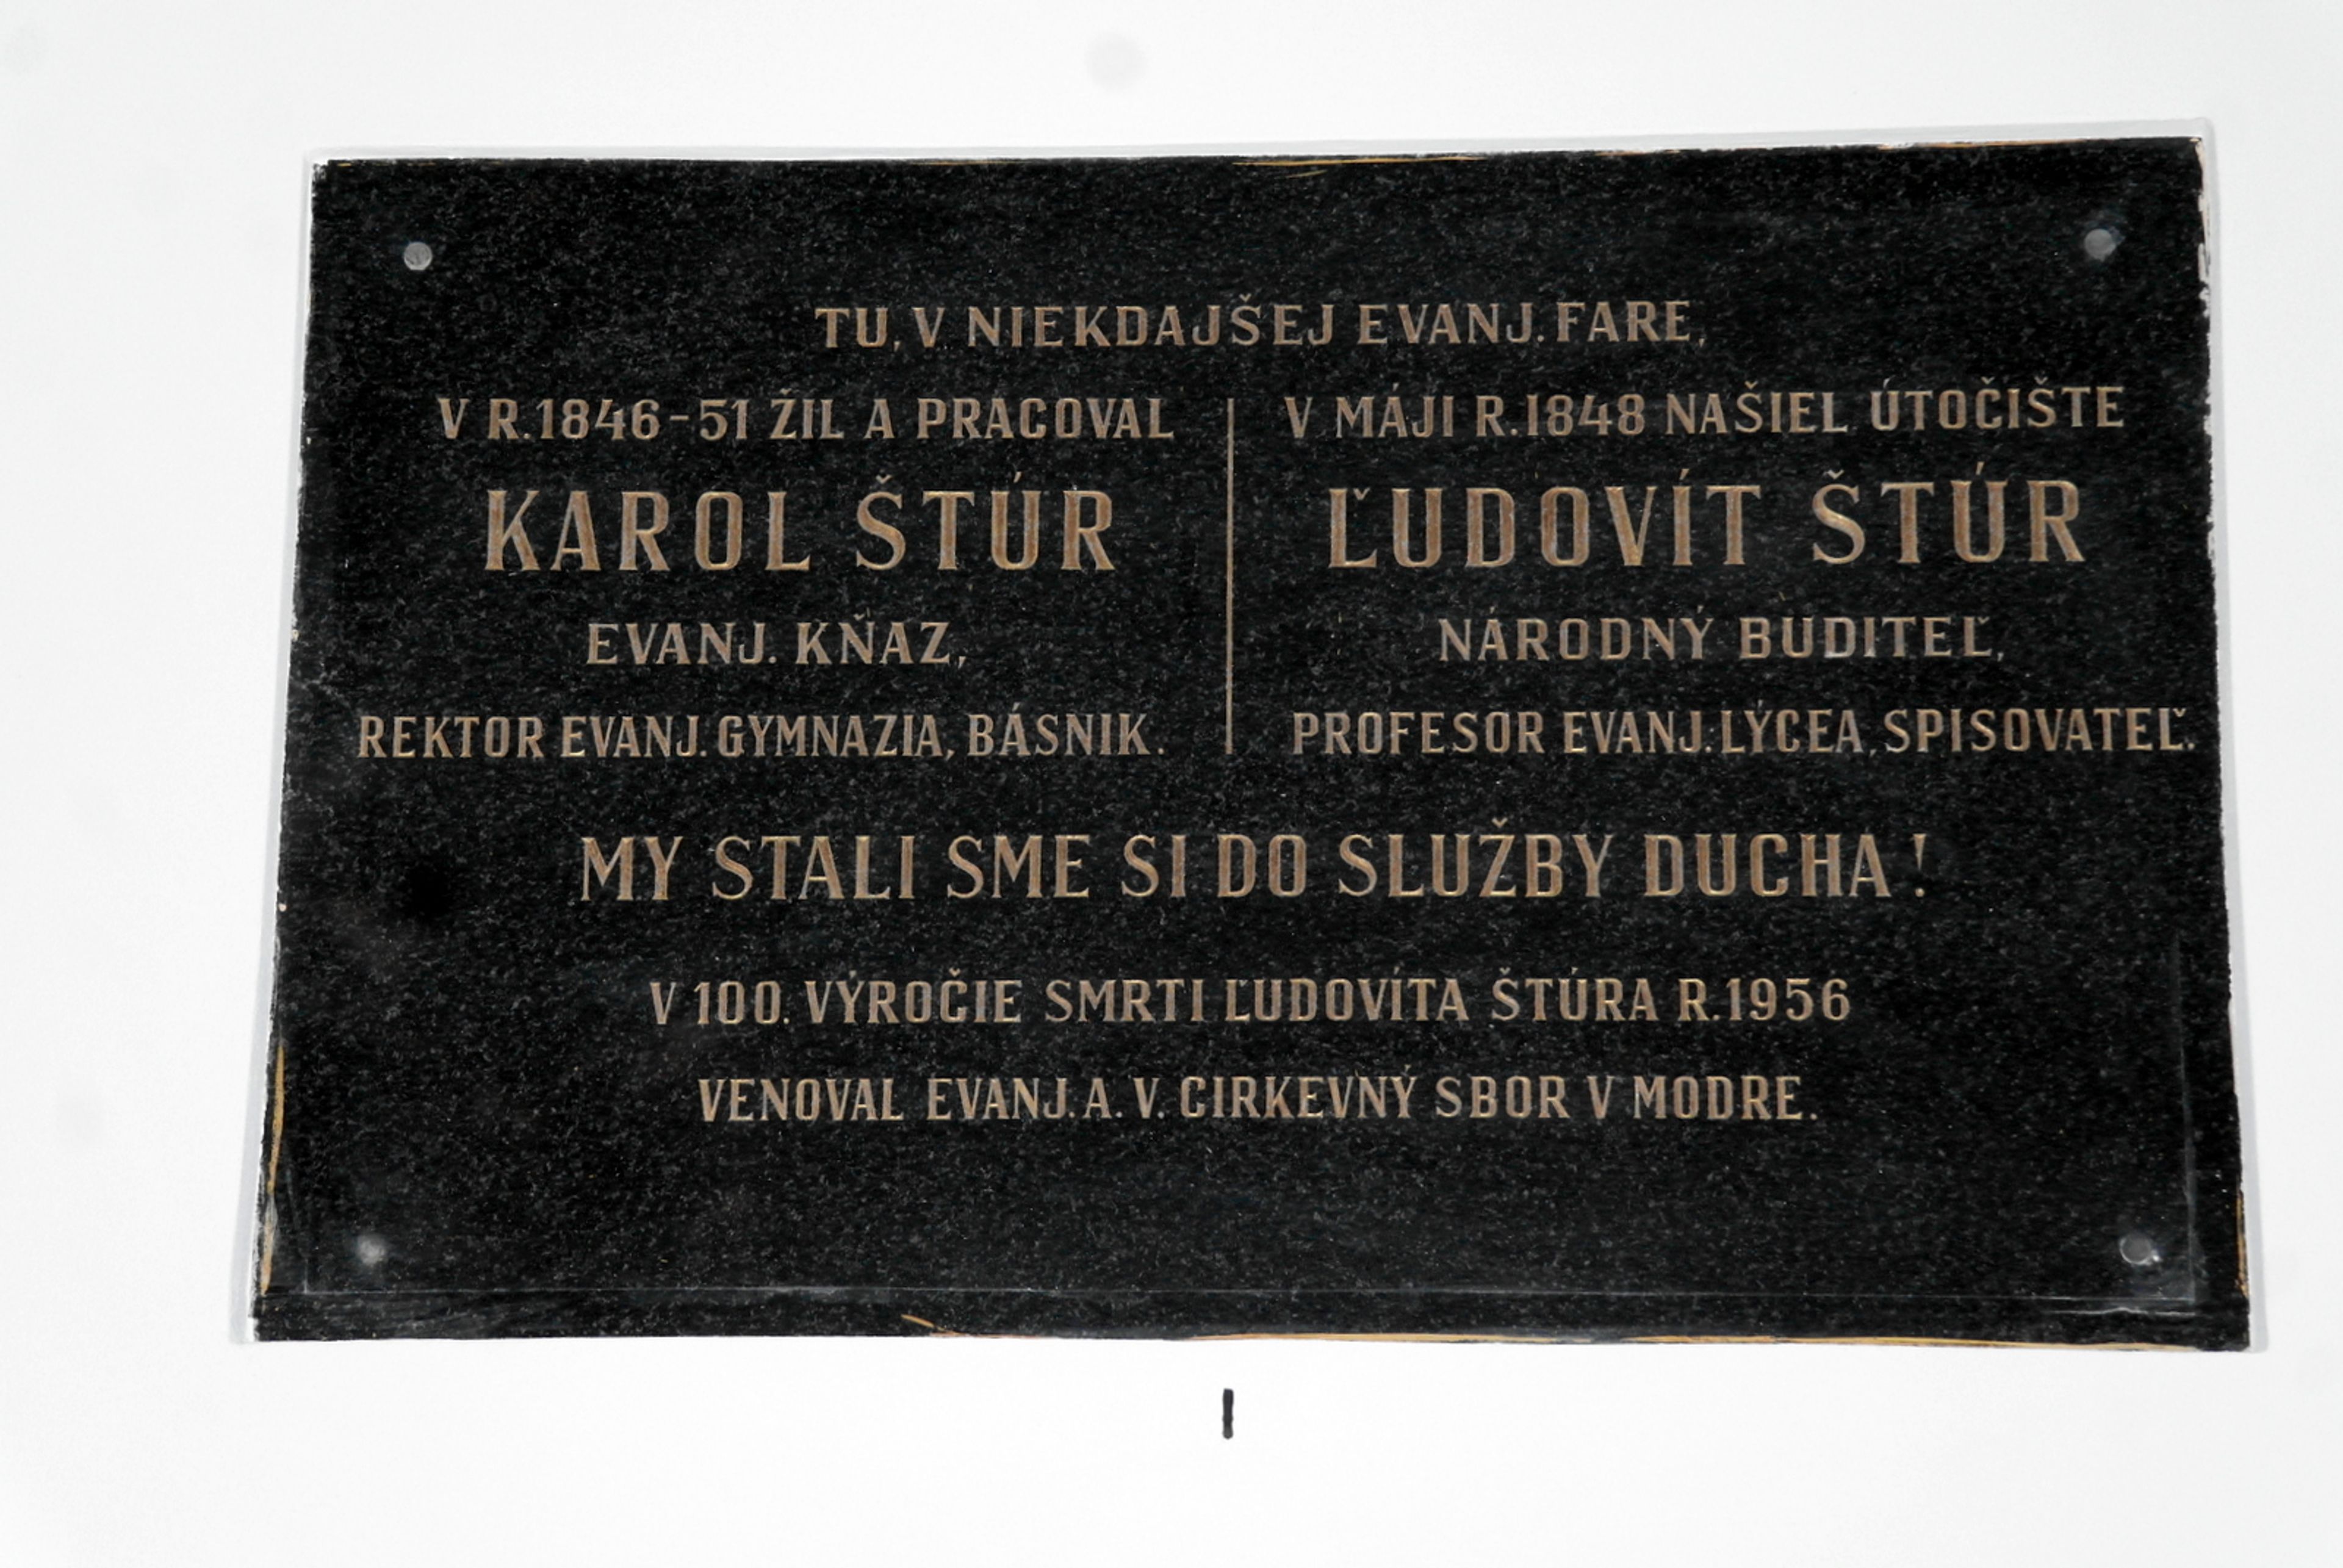 TU, V NIEKDAJŠEJ EVANJ. FARE,
V R.1846-51 ŽIL A PRACOVAL
KAROL ŠTÚR
EVANJ. KŇAZ,
REKTOR EVANJ. GYMNAZIA, BÁSNIK.
V MÁJI R.1848 NAŠIEL ÚTOČIŠTE
ĽUDOVÍT ŠTÚR
NÁRODNÝ BUDITEĽ,
PROFESOR EVANJ. LÝCEA, SPISOVATEĽ.
MY STALI SME SI DO SLUŽBY DUCHA!
V 100. VÝROČIE SMRTI ĽUDOVÍTA ŠTÚRA R.1956
VENOVAL EVANJ. A. V. CIRKEVNÝ SBOR V MODRE.